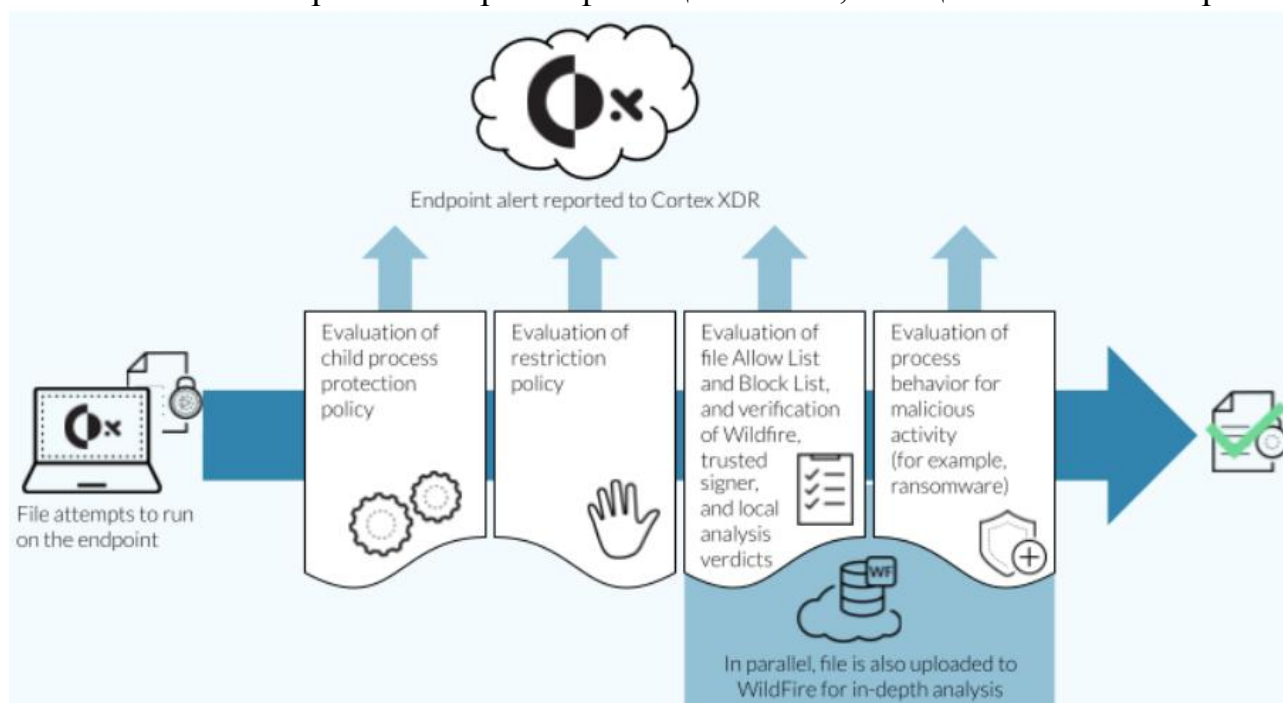 Endpoint alert reported to Cortex XDR
File attempts to run
on the endpoint
Evaluation of
child process
protection
policy
Evaluation of
restriction
policy
Evaluation of
file Allow List
and Block List,
and verification
of Wildfire,
trusted
signer,
and local
analysis
verdicts
Evaluation of
process
behavior for
malicious
activity
(for example,
ransomware)
WF
In parallel, file is also uploaded to
WildFire for in-depth analysis